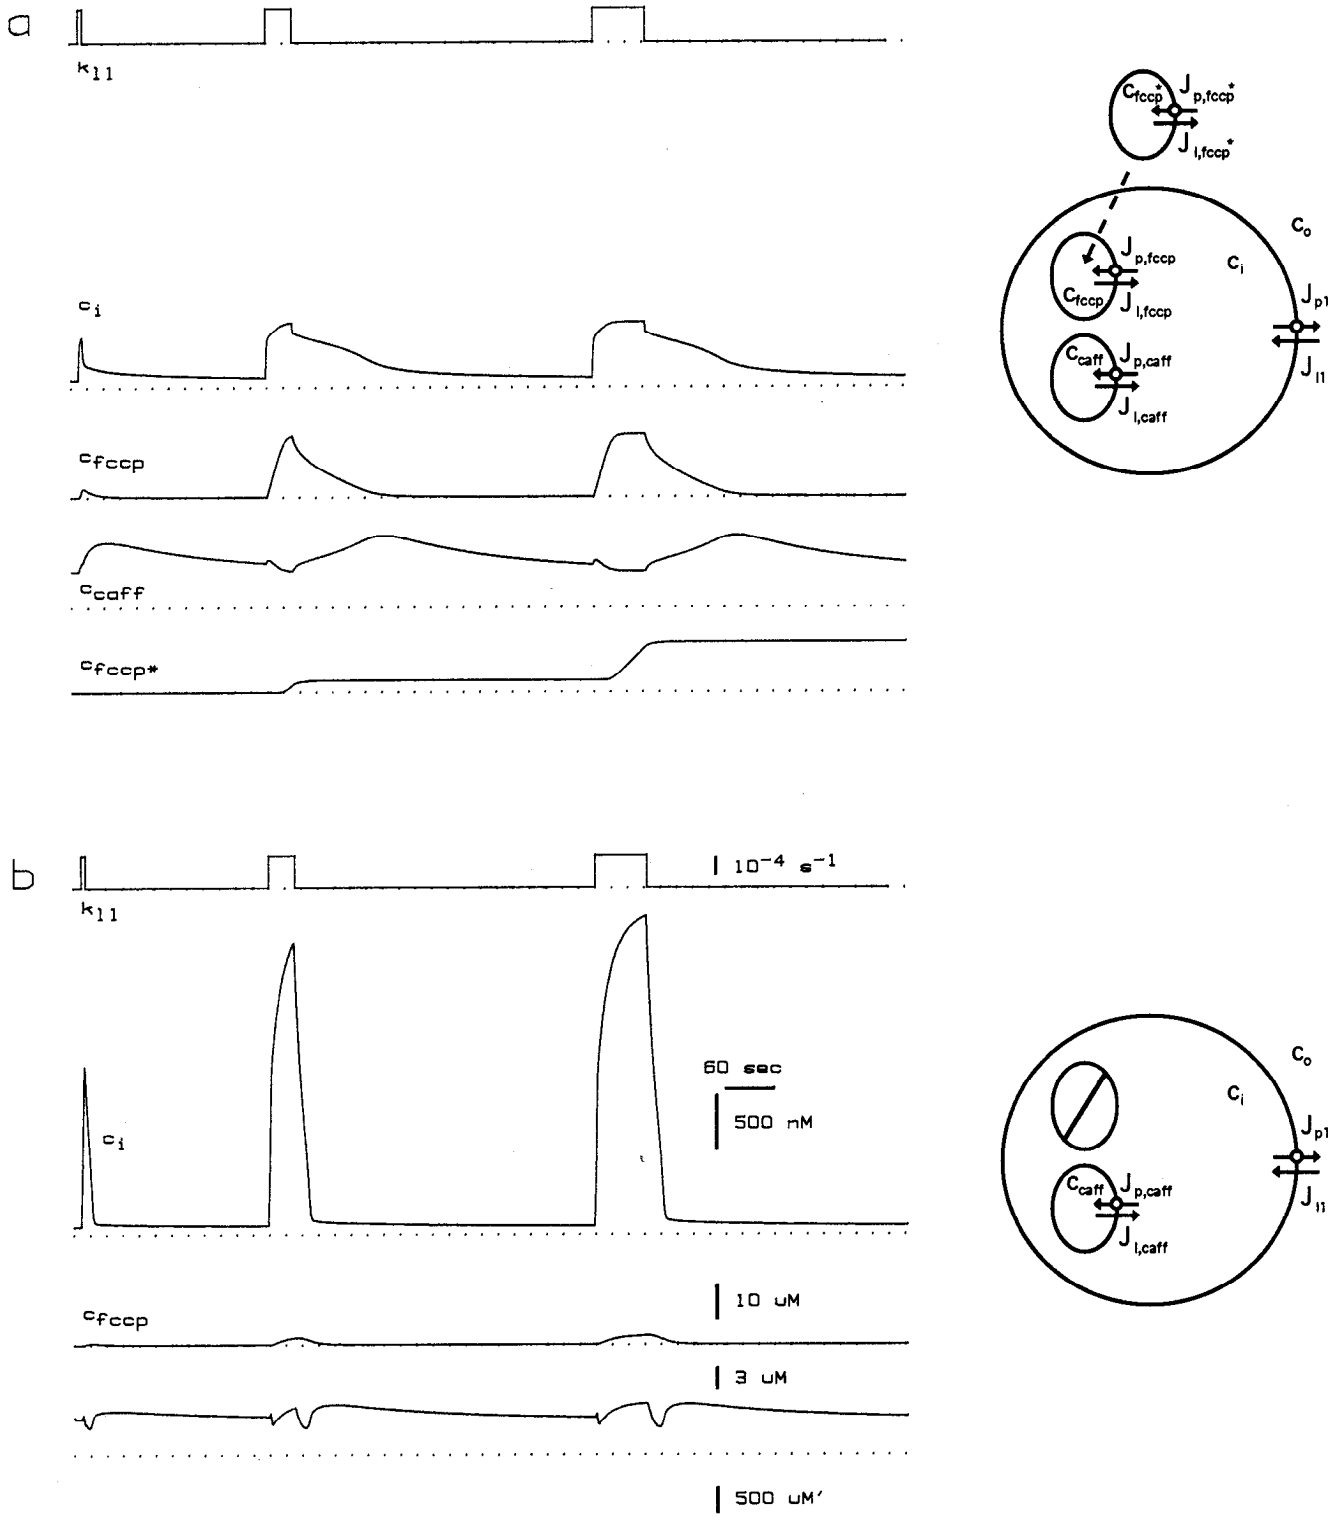 a
k11
ci
cfccp
ccaff
cfccp*
Cfccp* Jp,fccp*
Jl,fccp*
Co
Jp,fccp
Ci
Cfccp Jl,fccp
Jp1
Ccaff Jp,caff
Jl1
Jl,caff
b
10⁻⁴ s⁻¹
k11
60 sec
500 nM
ci
10 uM
cfccp
3 uM
500 uM'
Co
Ci
Jp1
Ccaff Jp,caff
Jl1
Jl,caff